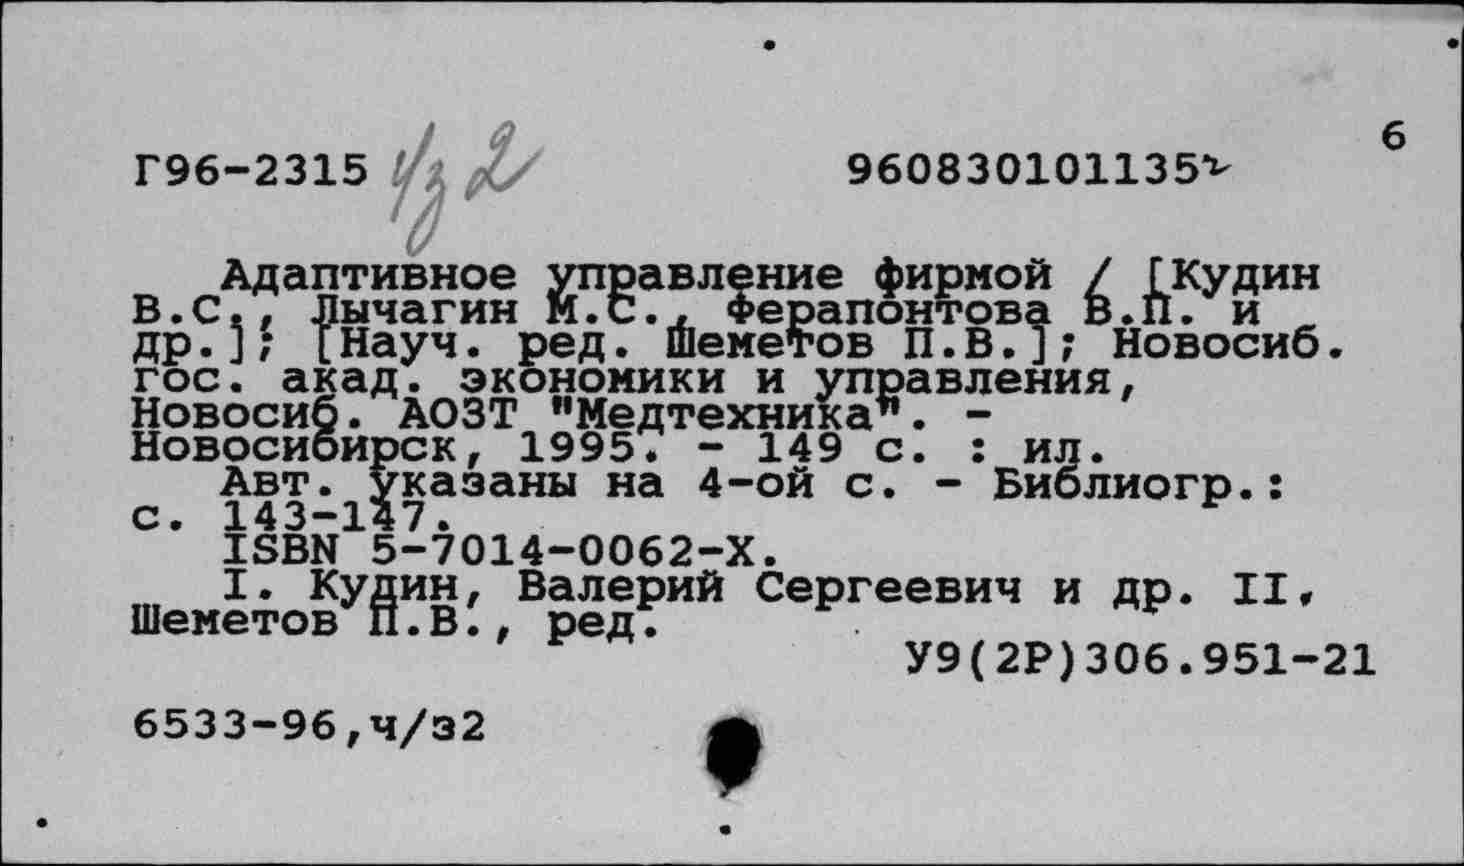 6
Г96-2315 ч/з 2 960830101135
Адаптивное управление фирмой / [Кудин
В.С., Лычагин М.С., Ферапонтова В.П. и
др.]; [Науч. ред. Шеметов П.В.]; Новосиб.
гос. акад. экономики и управления,
Новосиб. АОЗТ "Медтехника". -
Новосибирск, 1995. - 149 с. : ил.
Авт. указаны на 4-ой с. - Библиогр.:
с. 143-147.
ISBN 5-7014-0062-X.
I. Кудин, Валерий Сергеевич и др. II,
Шеметов П.В., ред.
У9(2Р)306.951-21
6533-96,ч/з2